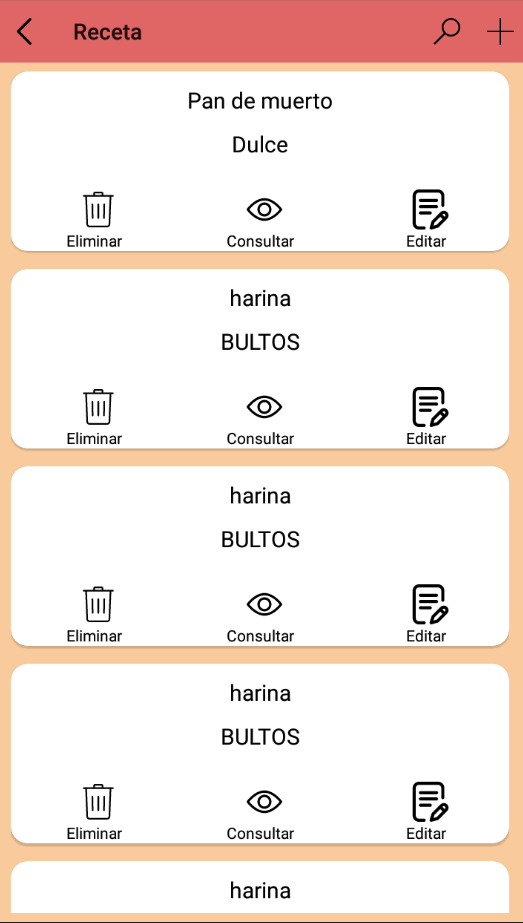 Receta
Pan de muerto
Dulce
Eliminar Consultar Editar
harina
BULTOS
Eliminar Consultar Editar
harina
BULTOS
Eliminar Consultar Editar
harina
BULTOS
Eliminar Consultar Editar
harina